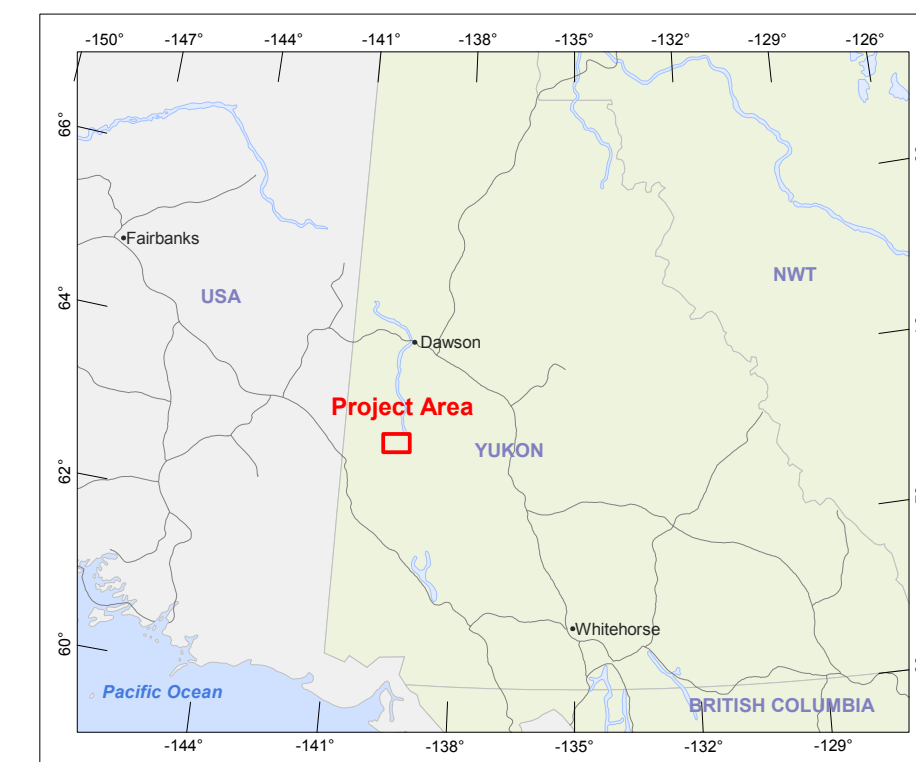 -150° -147° -144° -141° -138° -135° -132° -129° -126°
66°
Fairbanks
NWT
USA
64°
Dawson
Project Area
YUKON
62°
Whitehorse
60°
Pacific Ocean
BRITISH COLUMBIA
-144° -141° -138° -135° -132° -129°